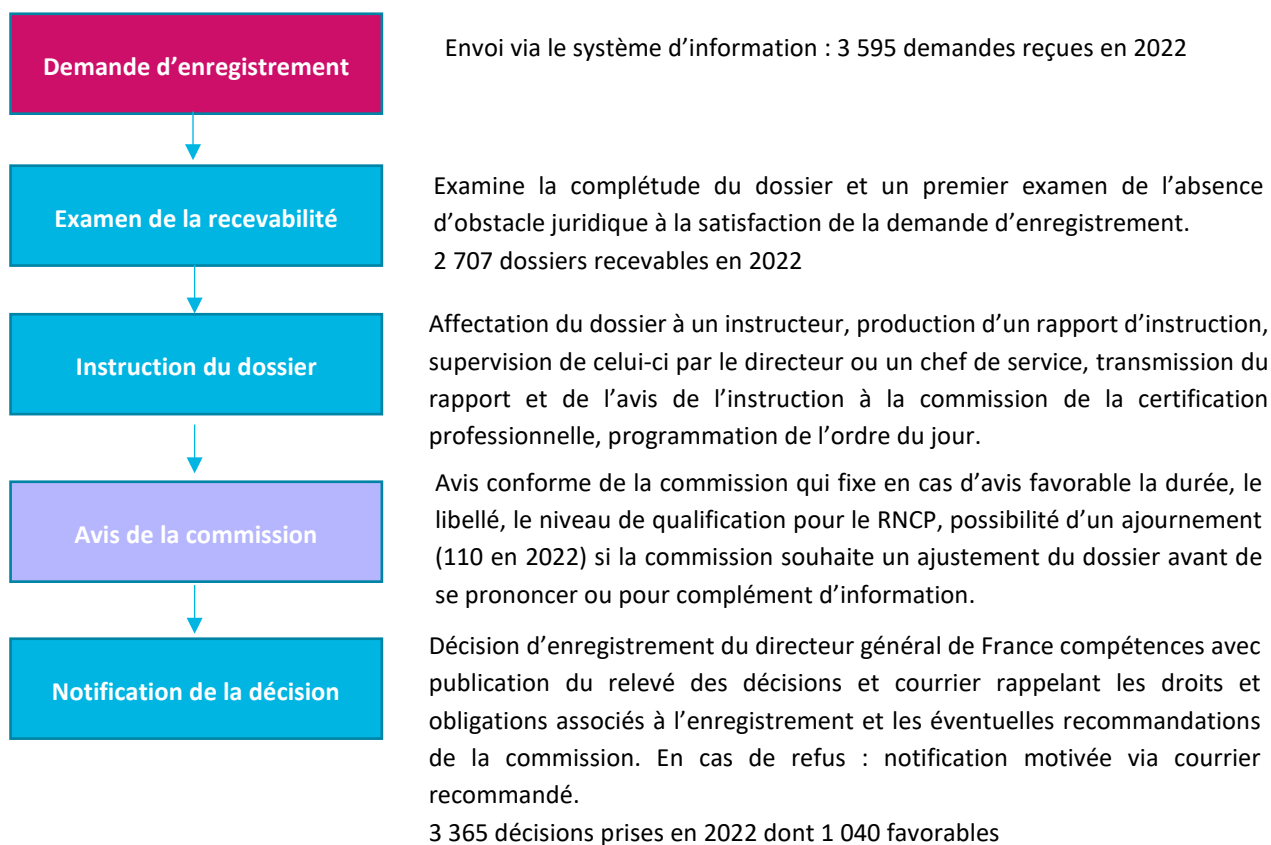 Demande d’enregistrement
Envoi via le système d’information : 3 595 demandes reçues en 2022
Examen de la recevabilité
Examine la complétude du dossier et un premier examen de l’absence
d’obstacle juridique à la satisfaction de la demande d’enregistrement.
2 707 dossiers recevables en 2022
Instruction du dossier
Affectation du dossier à un instructeur, production d’un rapport d’instruction,
supervision de celui-ci par le directeur ou un chef de service, transmission du
rapport et de l’avis de l’instruction à la commission de la certification
professionnelle, programmation de l’ordre du jour.
Avis de la commission
Avis conforme de la commission qui fixe en cas d’avis favorable la durée, le
libellé, le niveau de qualification pour le RNCP, possibilité d’un ajournement
(110 en 2022) si la commission souhaite un ajustement du dossier avant de
se prononcer ou pour complément d’information.
Notification de la décision
Décision d’enregistrement du directeur général de France compétences avec
publication du relevé des décisions et courrier rappelant les droits et
obligations associés à l’enregistrement et les éventuelles recommandations
de la commission. En cas de refus : notification motivée via courrier
recommandé.
3 365 décisions prises en 2022 dont 1 040 favorables